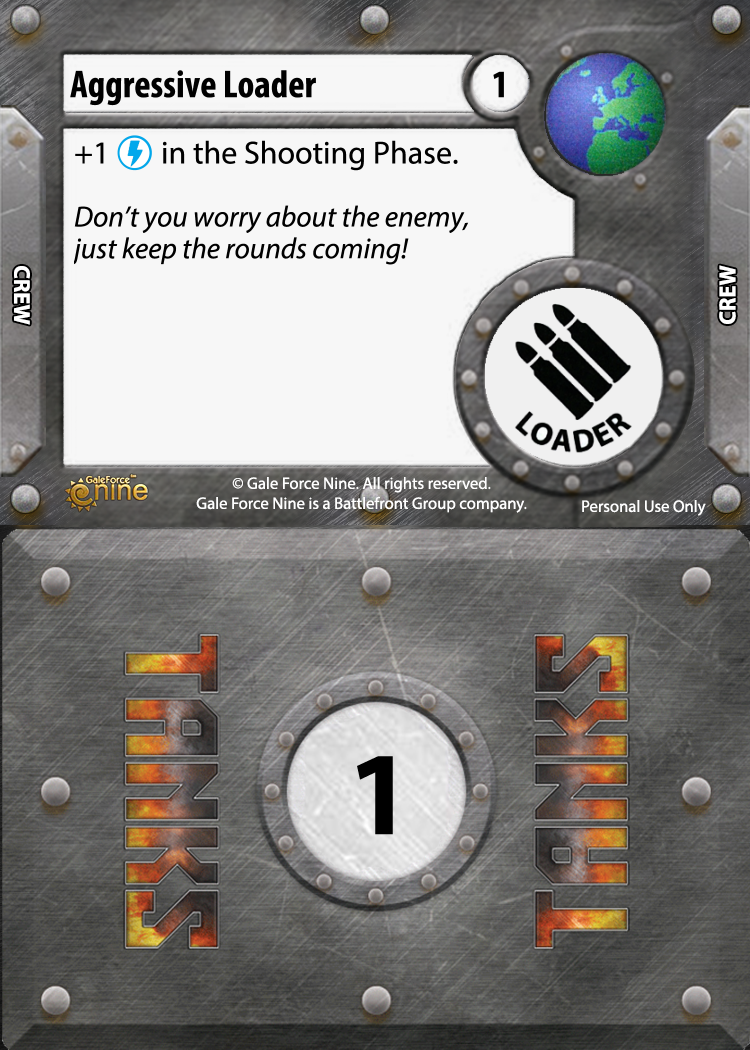 Aggressive Loader
1
+1 in the Shooting Phase.
Don't you worry about the enemy,
just keep the rounds coming!
CREW
CREW
LOADER
GaleForce™
nine
© Gale Force Nine. All rights reserved.
Gale Force Nine is a Battlefront Group company.
Personal Use Only
TANKS
1
TANKS